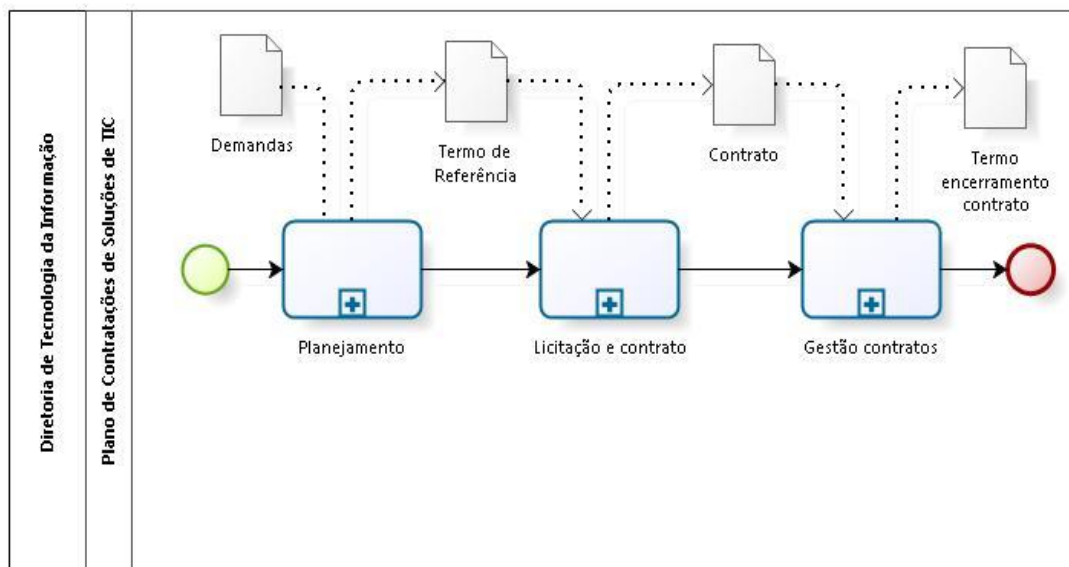 Diretoria de Tecnologia da Informação
Plano de Contratações de Soluções de TIC
Demandas
Termo de
Referência
Contrato
Termo
encerramento
contrato
Planejamento
Licitação e contrato
Gestão contratos